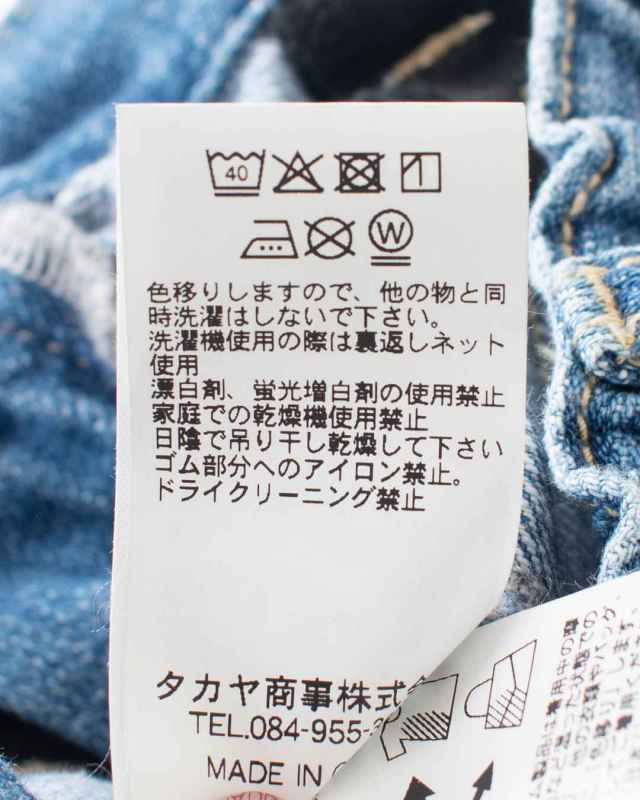 40
W
色移りしますので、他の物と同
時洗濯はしないで下さい。
洗濯機使用の際は裏返しネット
使用
漂白剤、蛍光増白剤の使用禁止
家庭での乾燥機使用禁止
日陰で吊り干し乾燥して下さい
ゴム部分へのアイロン禁止。
ドライクリーニング禁止
タカヤ商事株式
TEL.084-955-
MADE IN